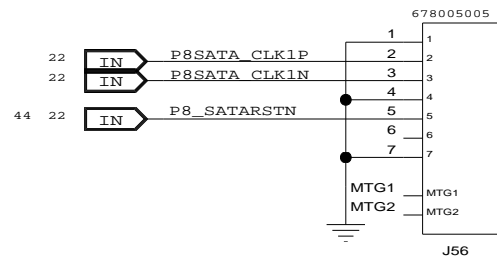 678005005
1 1
22 IN P8SATA_CLK1P 2 2
22 IN P8SATA_CLK1N 3 3
4 4
44 22 IN P8_SATARSTN 5 5
6 6
7 7
MTG1 MTG1
MTG2 MTG2
J56